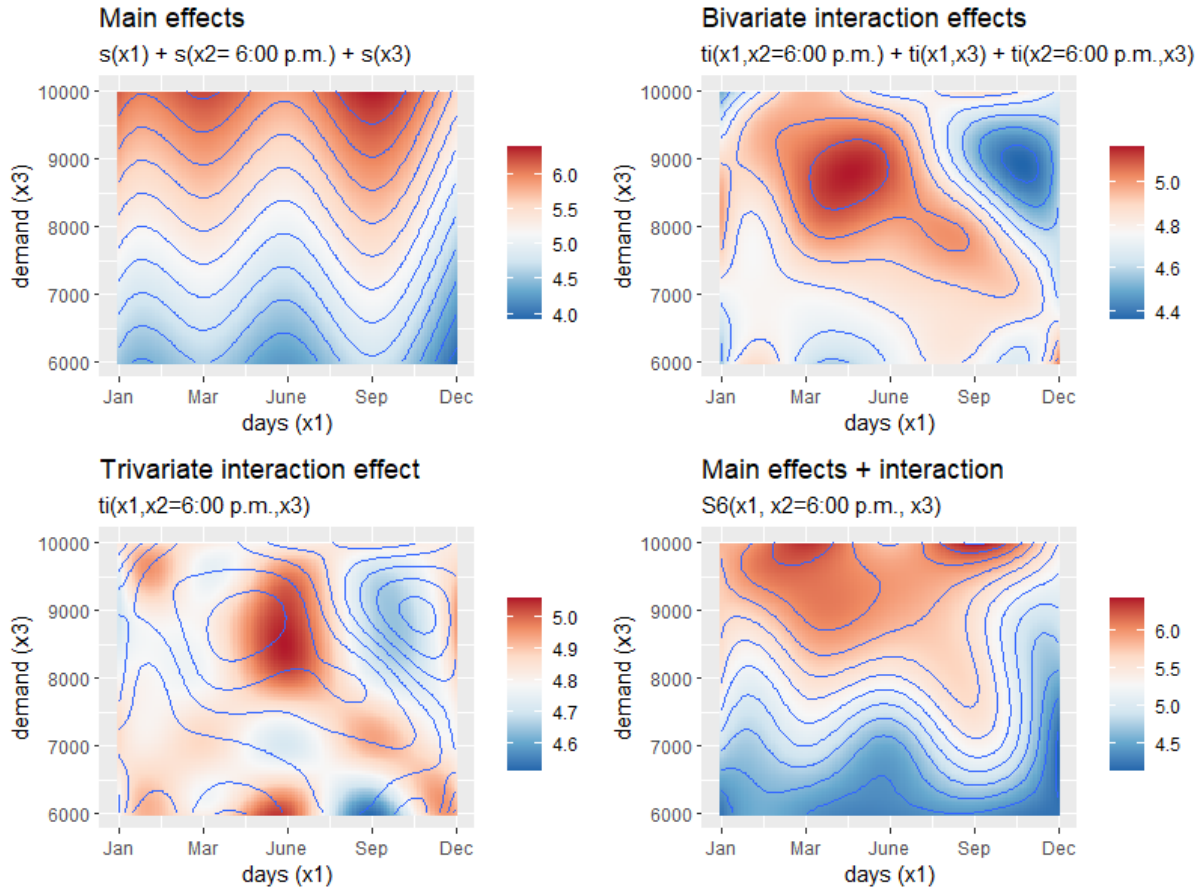 Main effects
s(x1) + s(x2= 6:00 p.m.) + s(x3)
10000
9000
8000
7000
6000
demand (x3)
Jan Mar June Sep Dec
days (x1)
6.0
5.5
5.0
4.5
4.0
Bivariate interaction effects
ti(x1,x2=6:00 p.m.) + ti(x1,x3) + ti(x2=6:00 p.m.,x3)
10000
9000
8000
7000
6000
demand (x3)
Jan Mar June Sep Dec
days (x1)
5.0
4.8
4.6
4.4
Trivariate interaction effect
ti(x1,x2=6:00 p.m.,x3)
10000
9000
8000
7000
6000
demand (x3)
Jan Mar June Sep Dec
days (x1)
5.0
4.9
4.8
4.7
4.6
Main effects + interaction
S6(x1, x2=6:00 p.m., x3)
10000
9000
8000
7000
6000
demand (x3)
Jan Mar June Sep Dec
days (x1)
6.0
5.5
5.0
4.5